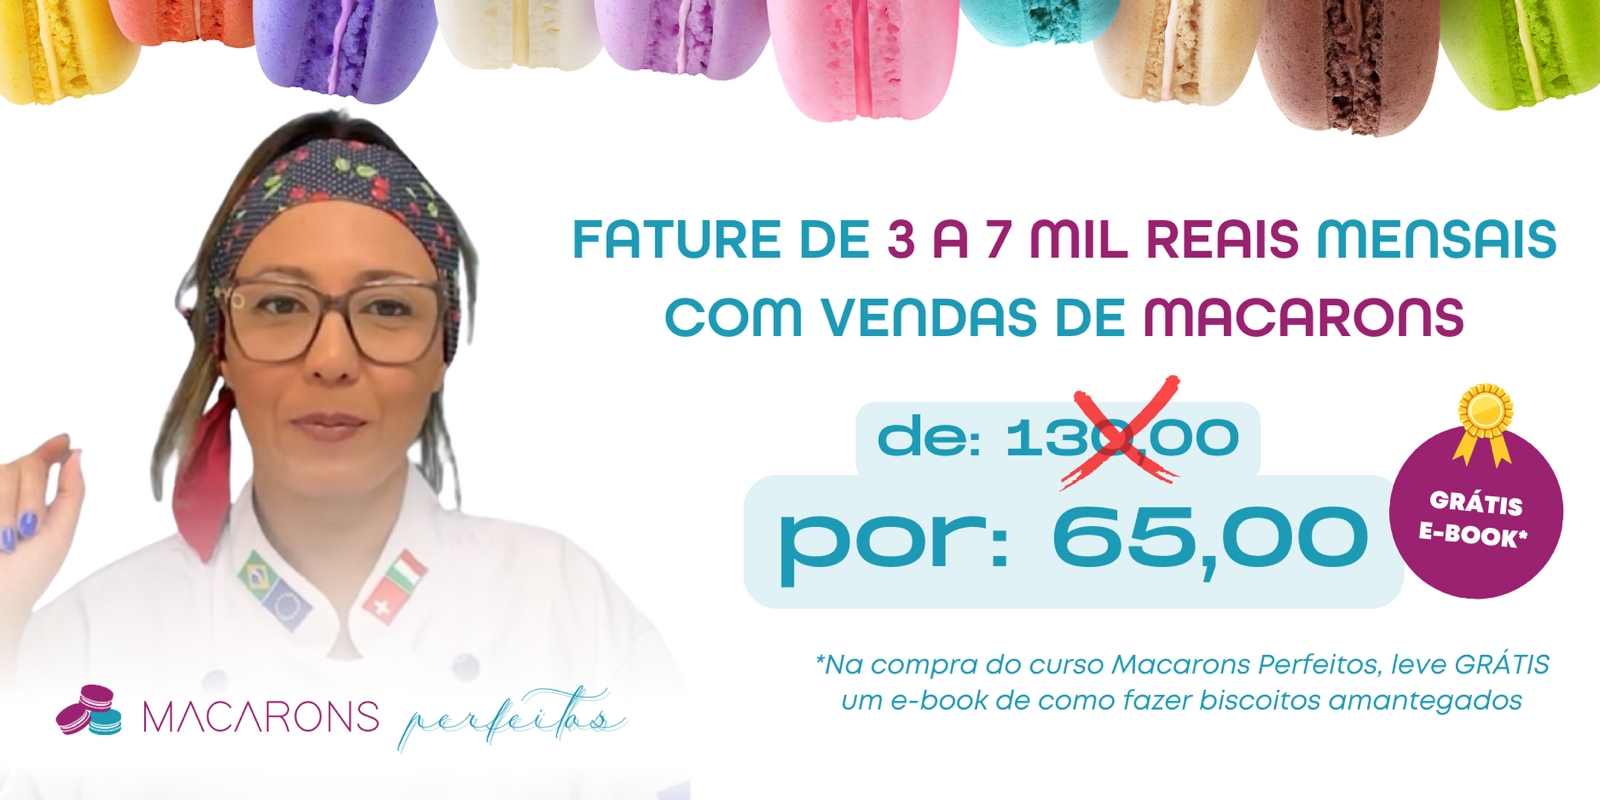 FATURE DE 3 A 7 MIL REAIS MENSAIS
COM VENDAS DE MACARONS
de: 130,00
por: 65,00
GRÁTIS
E-BOOK*
*Na compra do curso Macarons Perfeitos, leve GRÁTIS
um e-book de como fazer biscoitos amantegados
MACARONS perfeitos